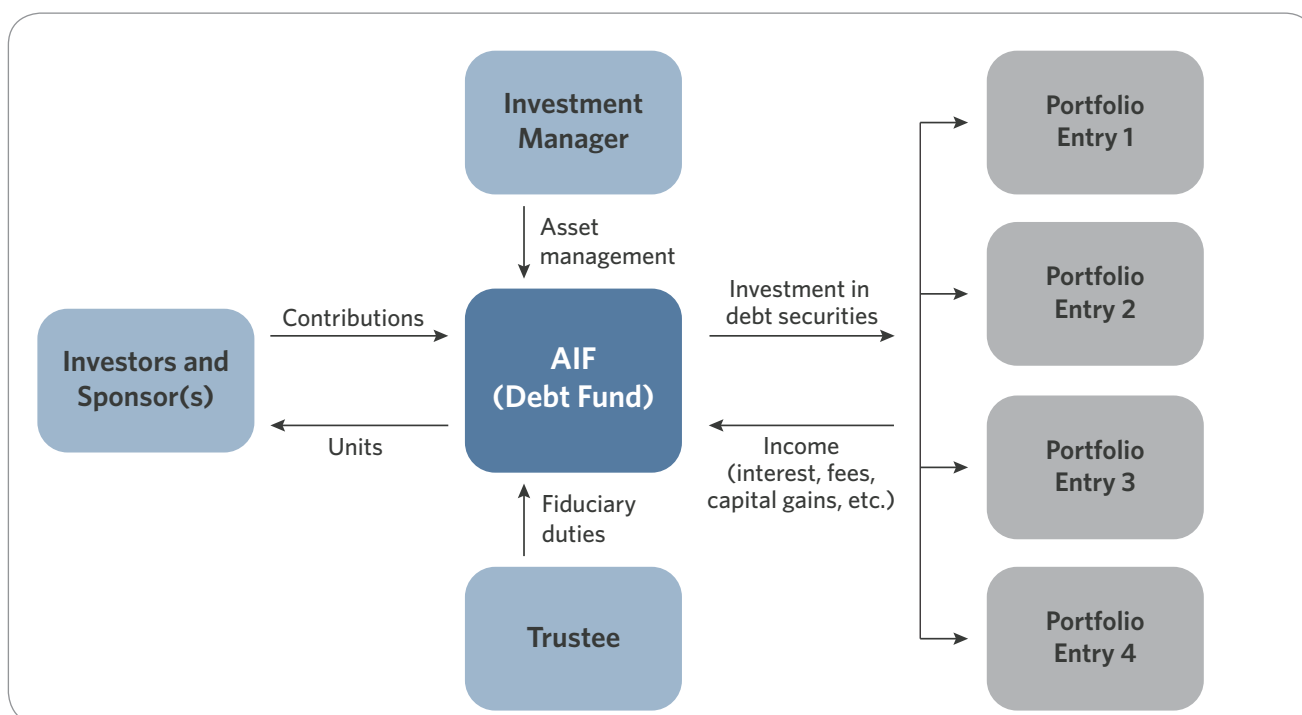 Investment
Manager
Portfolio
Entry 1
Asset
management
Portfolio
Entry 2
Investment in
debt securities
Contributions
Investors and
Sponsor(s)
AIF
(Debt Fund)
Units
Income
(interest, fees,
capital gains, etc.)
Portfolio
Entry 3
Fiduciary
duties
Trustee
Portfolio
Entry 4